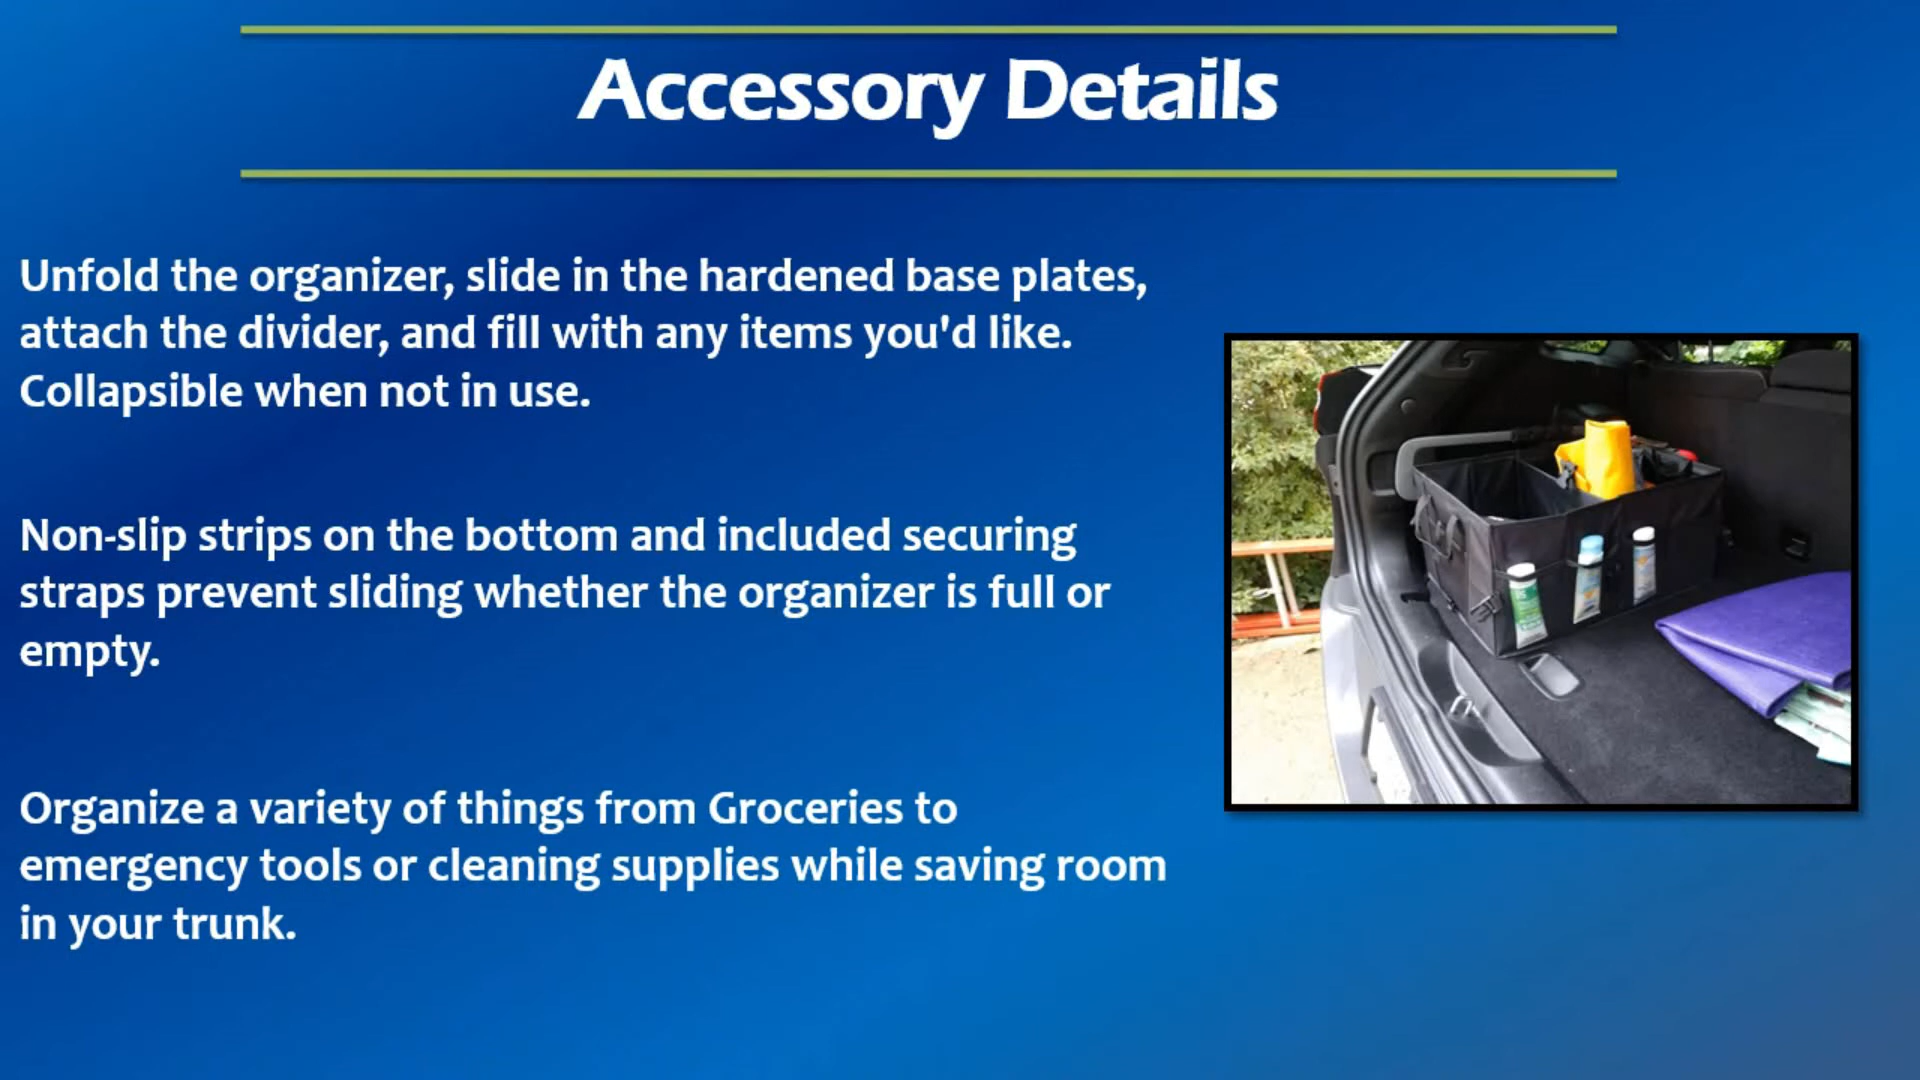 Accessory Details
Unfold the organizer, slide in the hardened base plates,
attach the divider, and fill with any items you'd like.
Collapsible when not in use.
Non-slip strips on the bottom and included securing
straps prevent sliding whether the organizer is full or
empty.
Organize a variety of things from Groceries to
emergency tools or cleaning supplies while saving room
in your trunk.